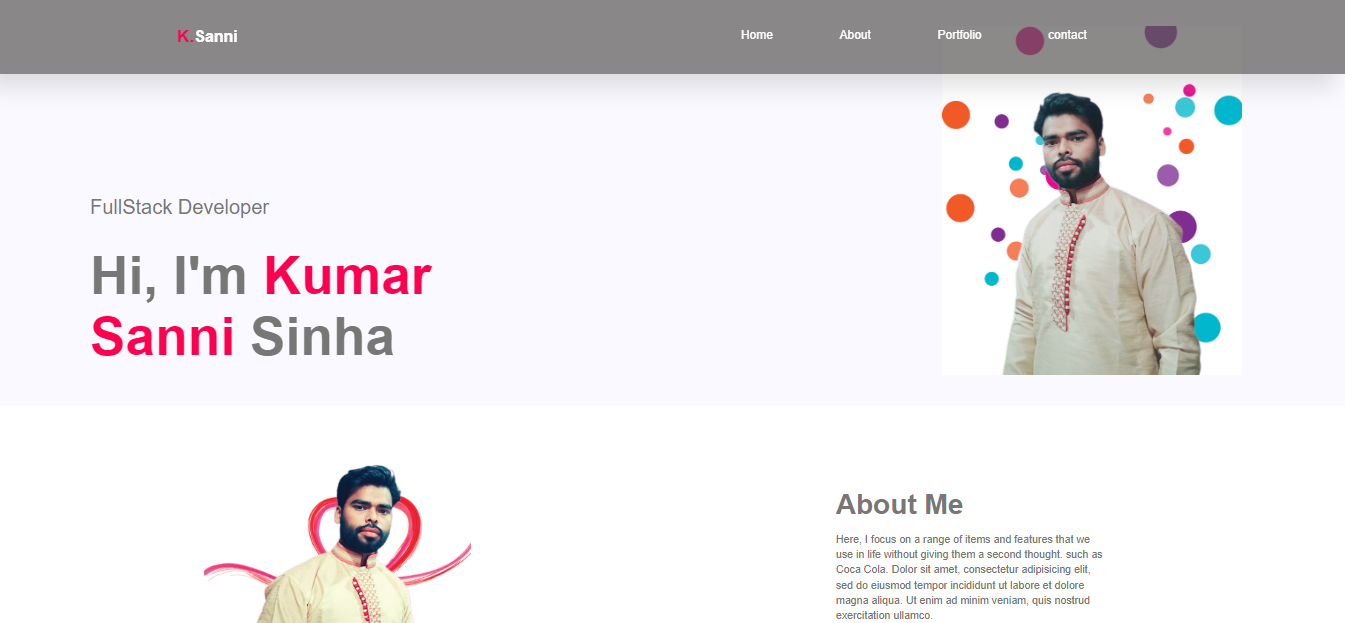 K.Sanni
Home About Portfolio contact
FullStack Developer
Hi, I'm Kumar
Sanni Sinha
About Me
Here, I focus on a range of items and features that we
use in life without giving them a second thought. such as
Coca Cola. Dolor sit amet, consectetur adipisicing elit,
sed do eiusmod tempor incididunt ut labore et dolore
magna aliqua. Ut enim ad minim veniam, quis nostrud
exercitation ullamco.